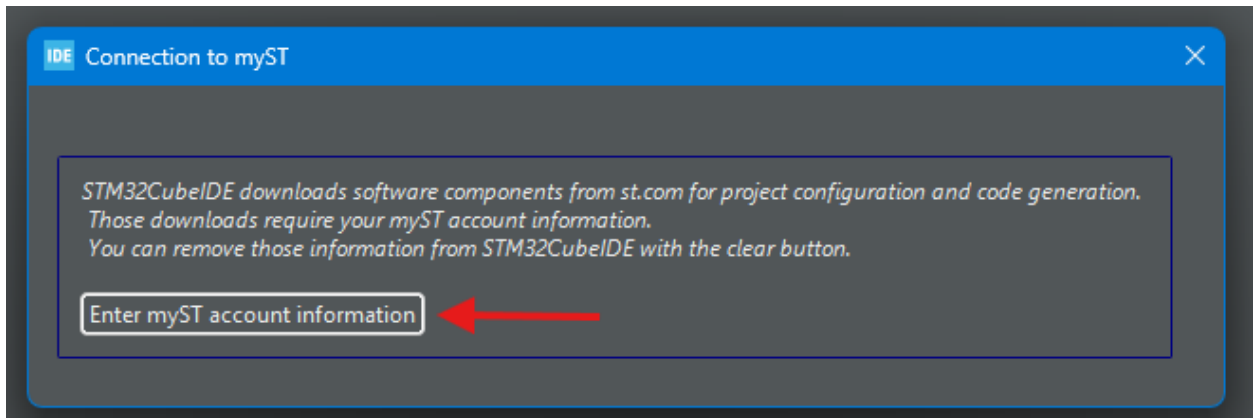 IDE Connection to myST
STM32CubeIDE downloads software components from st.com for project configuration and code generation.
Those downloads require your myST account information.
You can remove those information from STM32CubeIDE with the clear button.
Enter myST account information